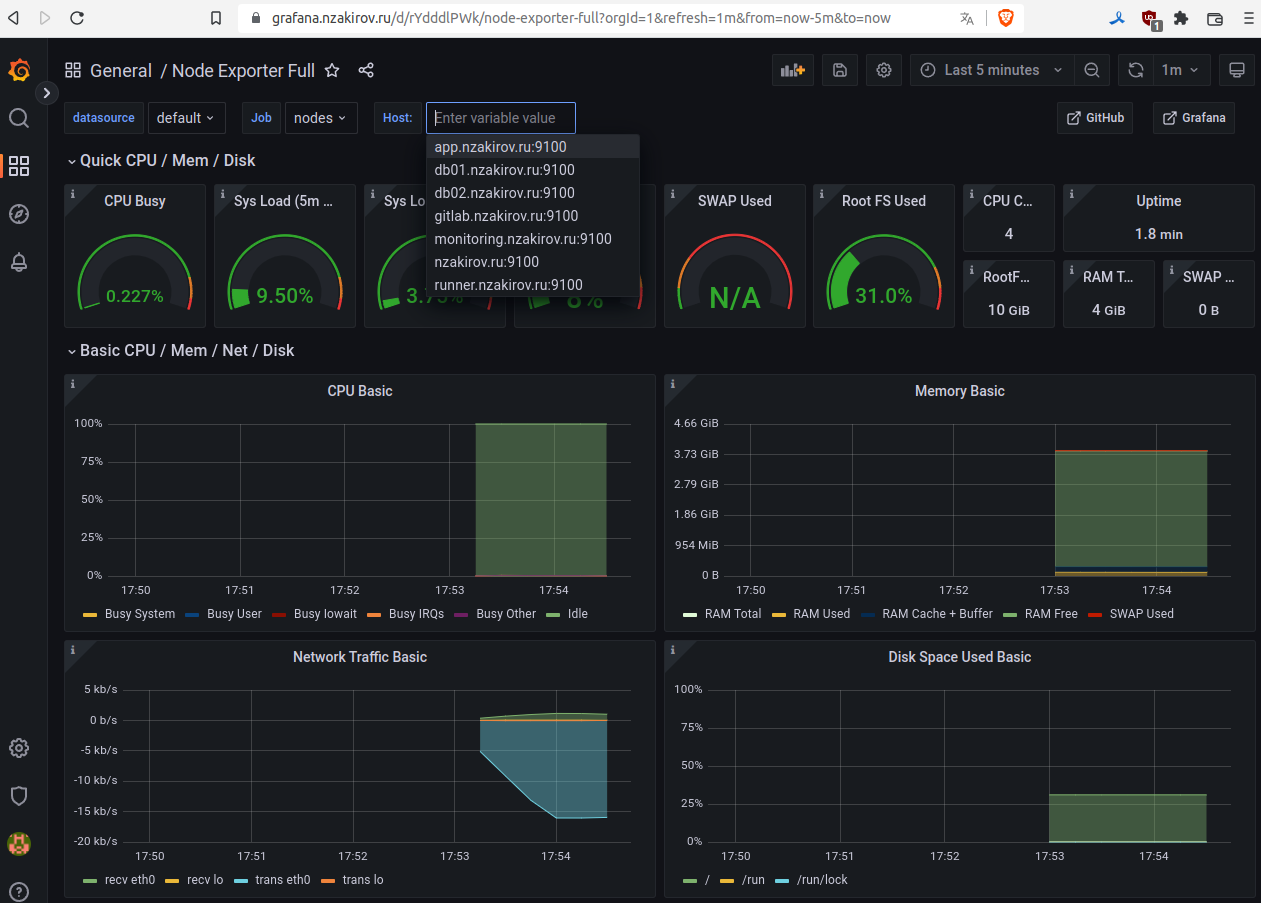 grafana.nzakirov.ru/d/rYdddlPWk/node-exporter-full?orgId=1&refresh=1m&from=now-5m&to=now
1
General / Node Exporter Full
Last 5 minutes
1m
datasource
default
Job
nodes
Host:
Enter variable value
GitHub
Grafana
app.nzakirov.ru:9100
db01.nzakirov.ru:9100
db02.nzakirov.ru:9100
gitlab.nzakirov.ru:9100
monitoring.nzakirov.ru:9100
nzakirov.ru:9100
runner.nzakirov.ru:9100
Quick CPU / Mem / Disk
CPU Busy
0.227%
Sys Load (5m ...
9.50%
Sys Lo
SWAP Used
N/A
Root FS Used
31.0%
CPU C...
4
Uptime
1.8 min
RootF...
10 GiB
RAM T...
4 GiB
SWAP ...
0 B
Basic CPU / Mem / Net / Disk
CPU Basic
100%
75%
50%
25%
0%
17:50 17:51 17:52 17:53 17:54
Busy System Busy User Busy Iowait Busy IRQs Busy Other Idle
Memory Basic
4.66 GiB
3.73 GiB
2.79 GiB
1.86 GiB
954 MiB
0 B
17:50 17:51 17:52 17:53 17:54
RAM Total RAM Used RAM Cache + Buffer RAM Free SWAP Used
Network Traffic Basic
5 kb/s
0 b/s
-5 kb/s
-10 kb/s
-15 kb/s
-20 kb/s
17:50 17:51 17:52 17:53 17:54
recv eth0 recv lo trans eth0 trans lo
Disk Space Used Basic
100%
75%
50%
25%
0%
17:50 17:51 17:52 17:53 17:54
/ /run /run/lock